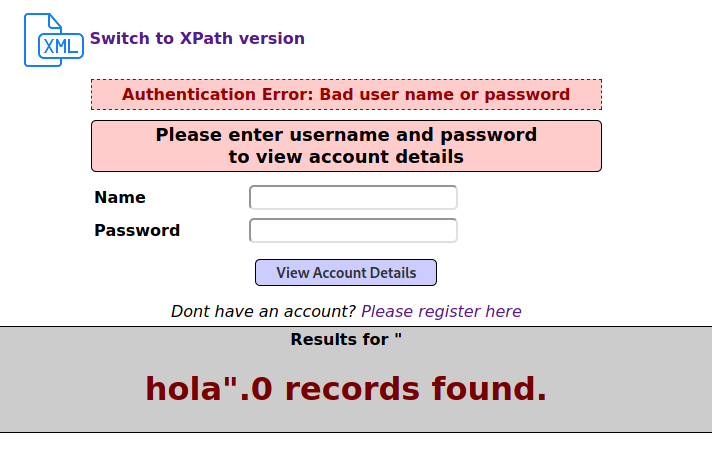 XML
Switch to XPath version
Authentication Error: Bad user name or password
Please enter username and password
to view account details
Name
Password
View Account Details
Dont have an account? Please register here
Results for "
hola".0 records found.